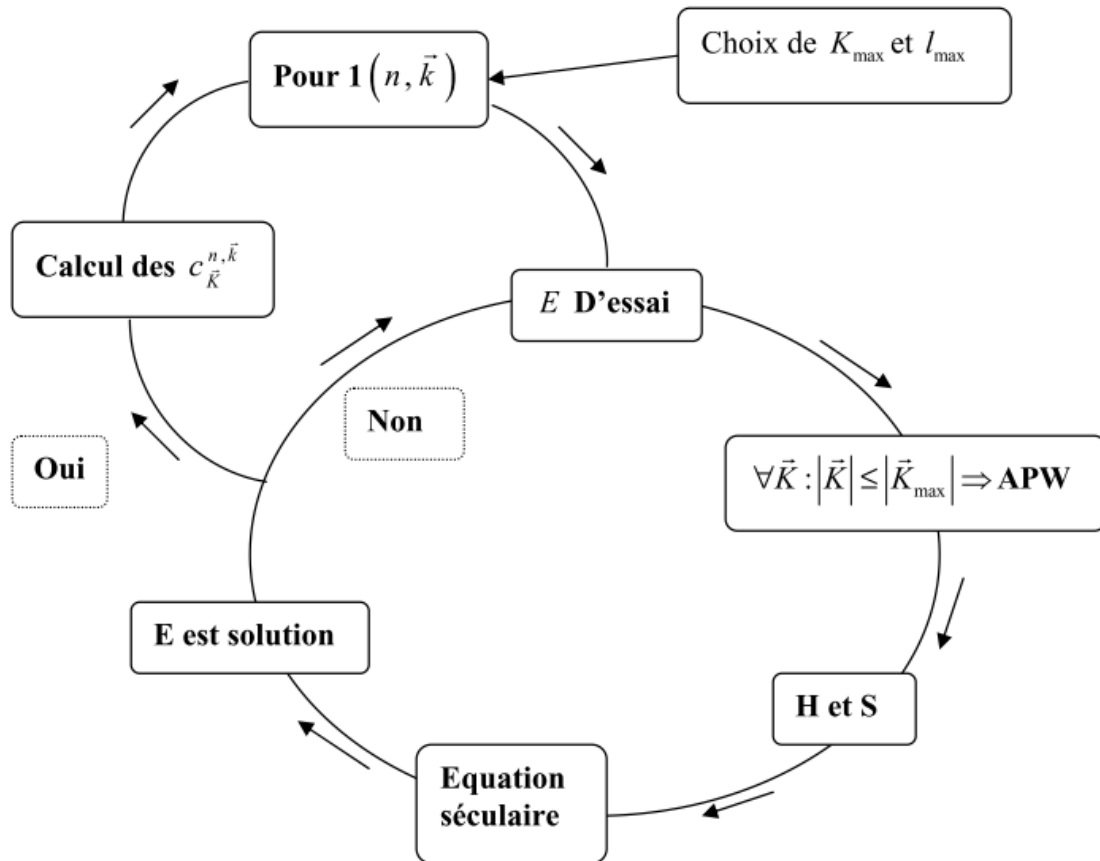 Choix de K_max et l_max
Pour 1 (n, k⃗)
Calcul des c_K⃗^{n,k⃗}
E D’essai
Non
Oui
∀K⃗ : |K⃗| ≤ |K⃗_max| ⇒ APW
E est solution
H et S
Equation
séculaire